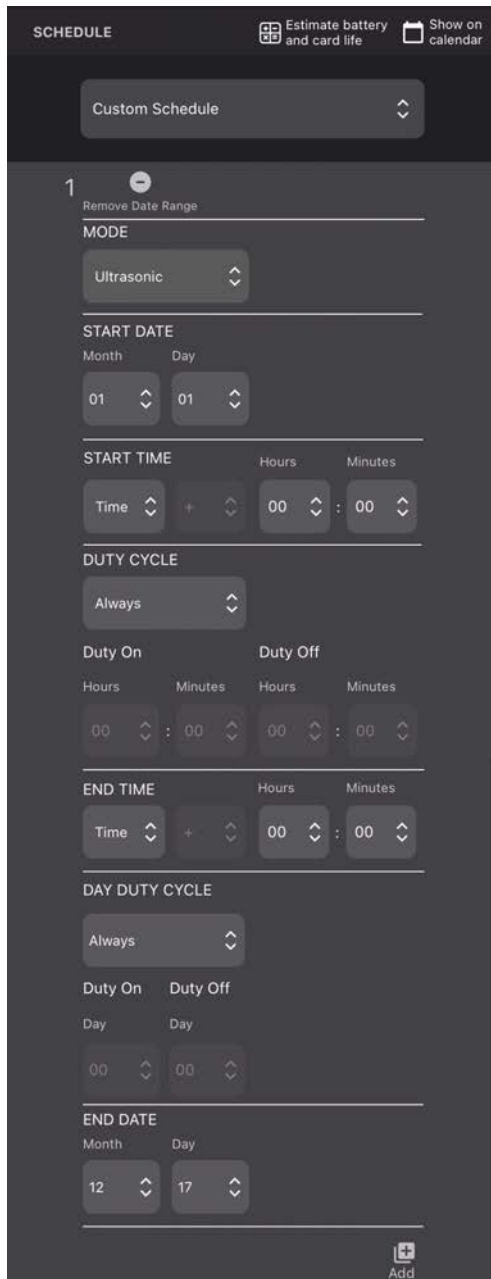 SCHEDULE
Estimate battery
and card life
Show on
calendar
Custom Schedule
1
Remove Date Range
MODE
Ultrasonic
START DATE
Month Day
01 01
START TIME Hours Minutes
Time + 00 : 00
DUTY CYCLE
Always
Duty On Duty Off
Hours Minutes Hours Minutes
00 : 00 00 : 00
END TIME Hours Minutes
Time + 00 : 00
DAY DUTY CYCLE
Always
Duty On Duty Off
Day Day
00 00
END DATE
Month Day
12 17
Add